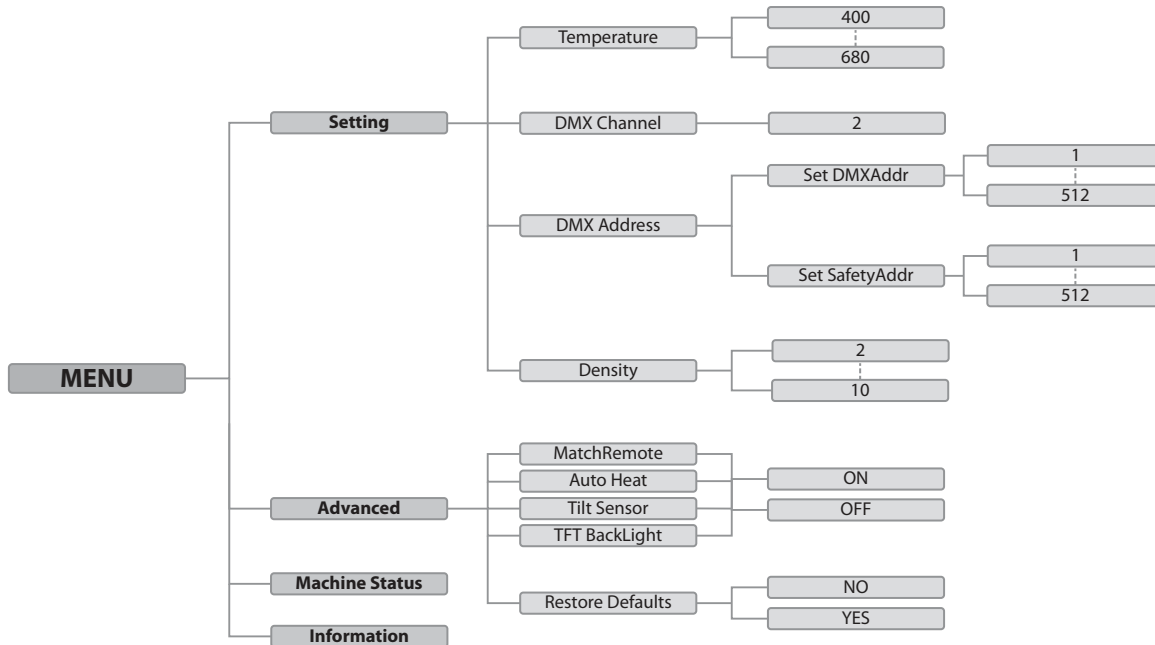 MENU
Setting
Temperature
400
680
DMX Channel
2
DMX Address
Set DMXAddr
1
512
Set SafetyAddr
1
512
Density
2
10
Advanced
MatchRemote
Auto Heat
Tilt Sensor
TFT BackLight
ON
OFF
Restore Defaults
NO
YES
Machine Status
Information